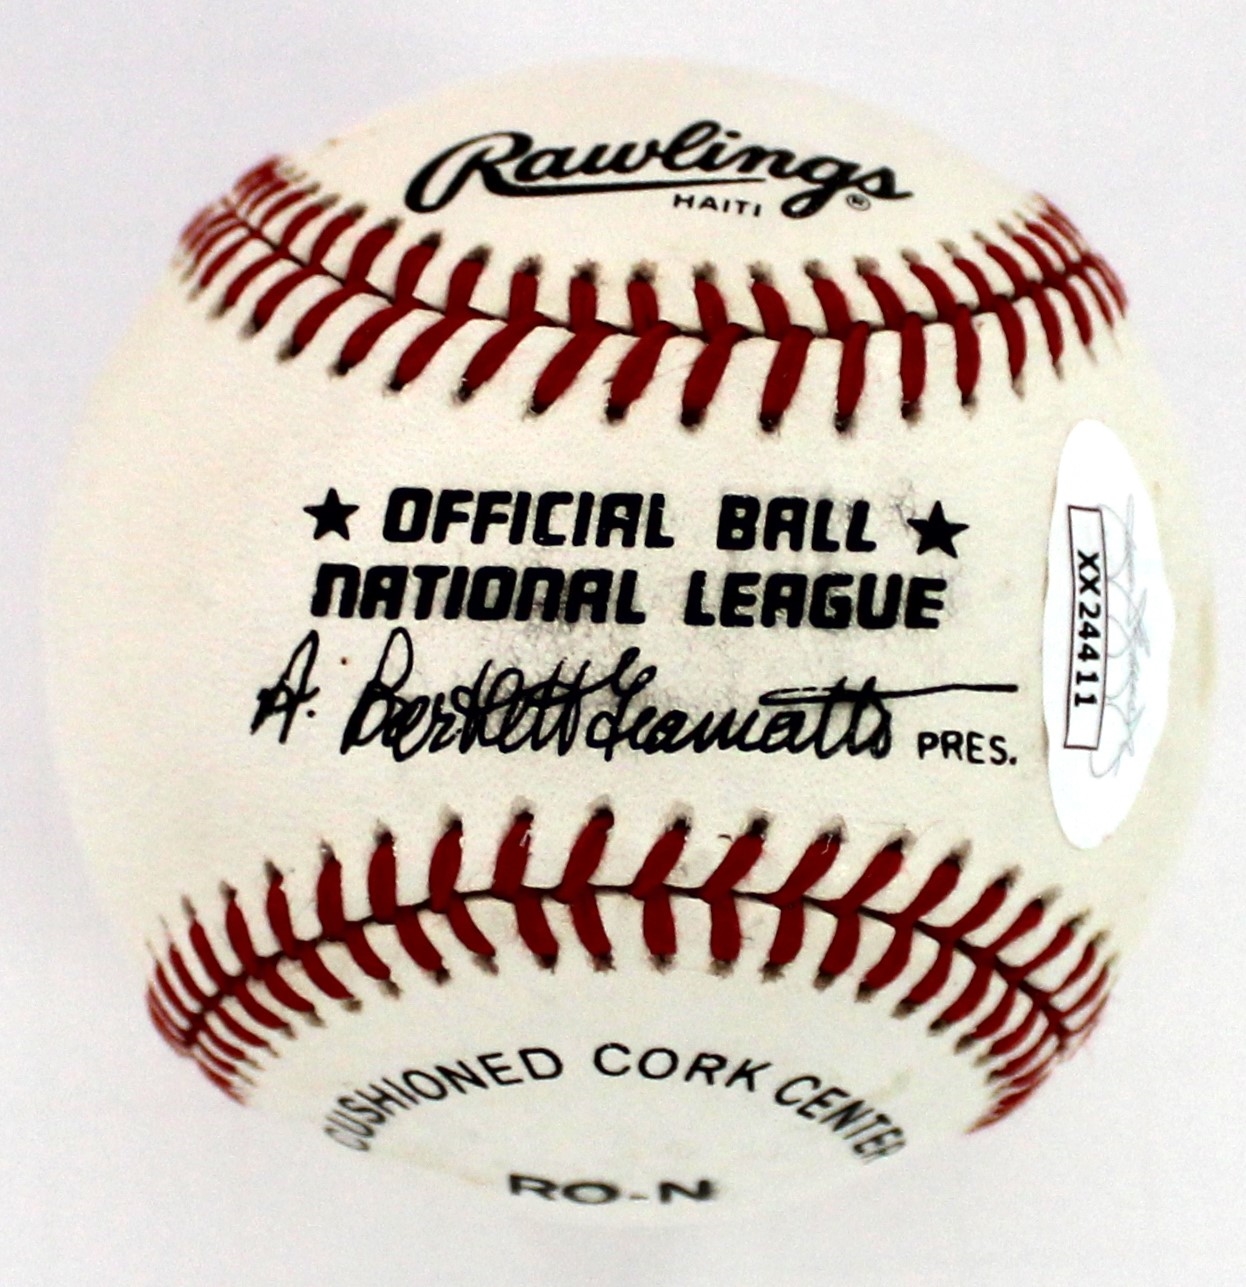 Rawlings®
HAITI
★ OFFICIAL BALL ★
NATIONAL LEAGUE
A. Bartlett Giamatti PRES.
XX24411
CUSHIONED CORK CENTER
RO-N